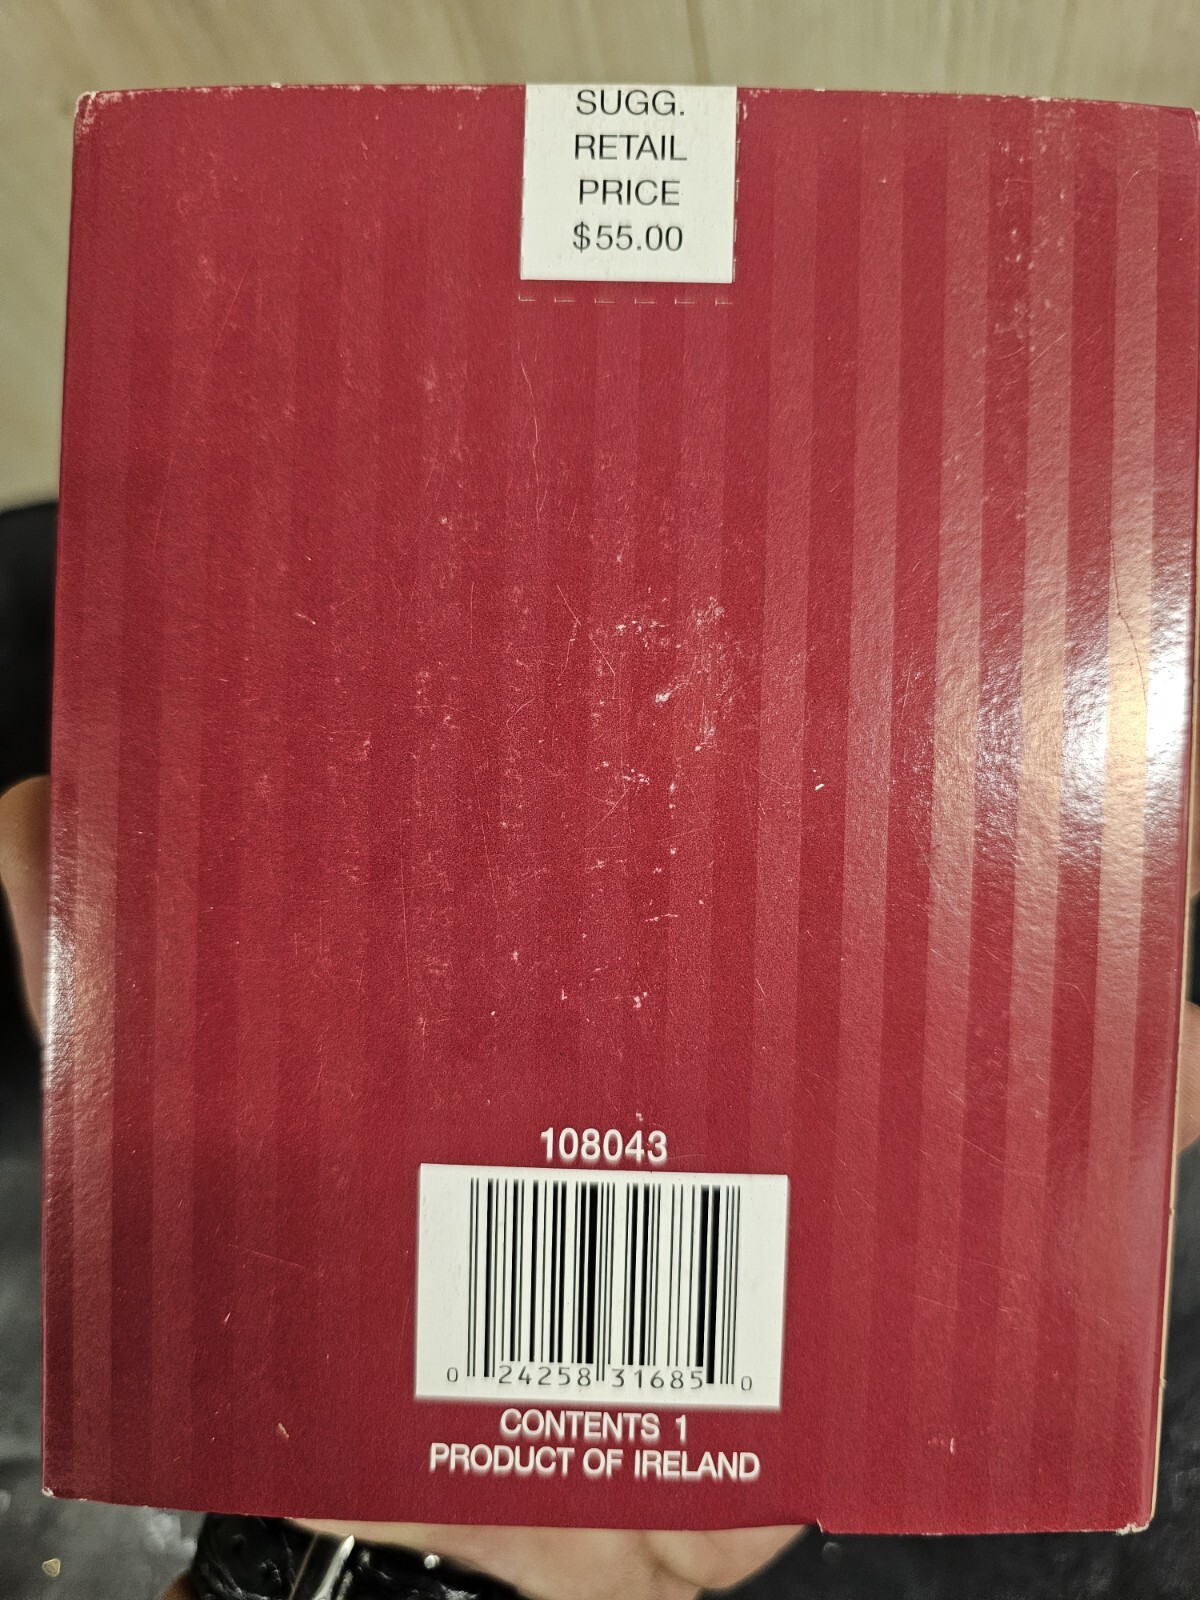 SUGG.
RETAIL
PRICE
$55.00
108043
0 24258 31685 0
CONTENTS 1
PRODUCT OF IRELAND